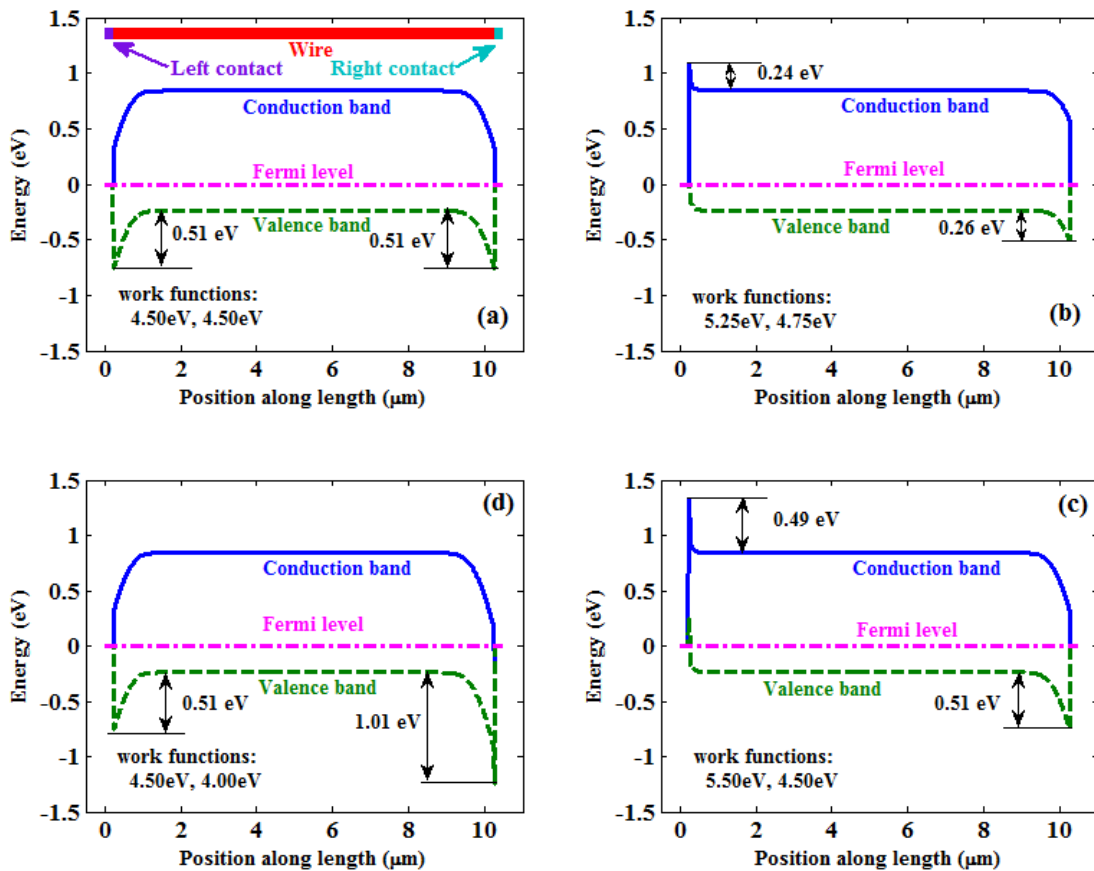 1.5
1
0.5
0
-0.5
-1
-1.5
Energy (eV)
Wire
Left contact
Right contact
Conduction band
Fermi level
0.51 eV
Valence band
0.51 eV
work functions:
4.50eV, 4.50eV
(a)
0 2 4 6 8 10
Position along length (μm)
1.5
1
0.5
0
-0.5
-1
-1.5
Energy (eV)
0.24 eV
Conduction band
Fermi level
Valence band
0.26 eV
work functions:
5.25eV, 4.75eV
(b)
0 2 4 6 8 10
Position along length (μm)
1.5
1
0.5
0
-0.5
-1
-1.5
Energy (eV)
(d)
Conduction band
Fermi level
Valence band
0.51 eV
1.01 eV
work functions:
4.50eV, 4.00eV
0 2 4 6 8 10
Position along length (μm)
1.5
1
0.5
0
-0.5
-1
-1.5
Energy (eV)
(c)
0.49 eV
Conduction band
Fermi level
Valence band
0.51 eV
work functions:
5.50eV, 4.50eV
0 2 4 6 8 10
Position along length (μm)